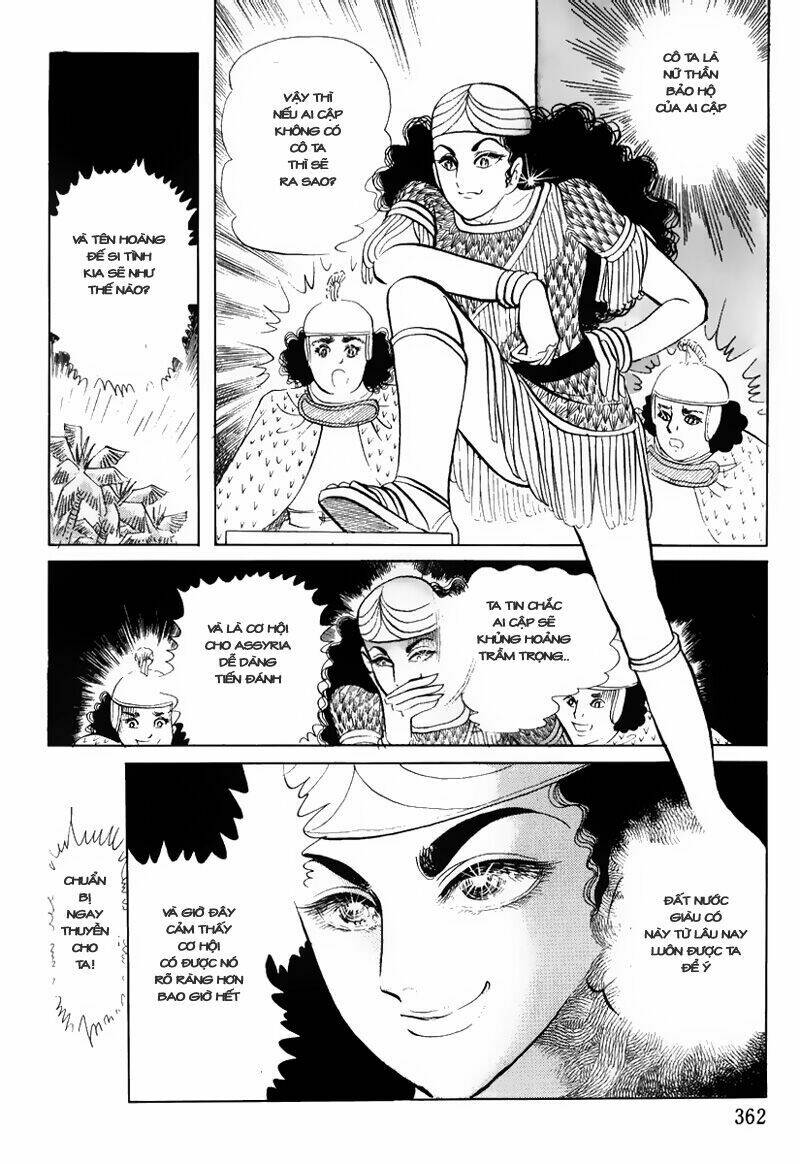 CÔ TA LÀ
NỮ THẦN
BẢO HỘ
CỦA AI CẬP
VẬY THÌ
NẾU AI CẬP
KHÔNG CÓ
CÔ TA
THÌ SẼ
RA SAO?
VÀ TÊN HOÀNG
ĐẾ SI TÌNH
KIA SẼ NHƯ
THẾ NÀO?
TA TIN CHẮC
AI CẬP SẼ
KHỦNG HOẢNG
TRẦM TRỌNG..
VÀ LÀ CƠ HỘI
CHO ASSYRIA
DỄ DÀNG
TIẾN ĐÁNH
ĐẤT NƯỚC
GIÀU CÓ
NÀY TỪ LÂU NAY
LUÔN ĐƯỢC TA
ĐỂ Ý
VÀ GIỜ ĐÂY
CẢM THẤY
CƠ HỘI
CÓ ĐƯỢC NÓ
RÕ RÀNG HƠN
BAO GIỜ HẾT
CHUẨN
BỊ
NGAY
THUYỀN
CHO
TA!
362